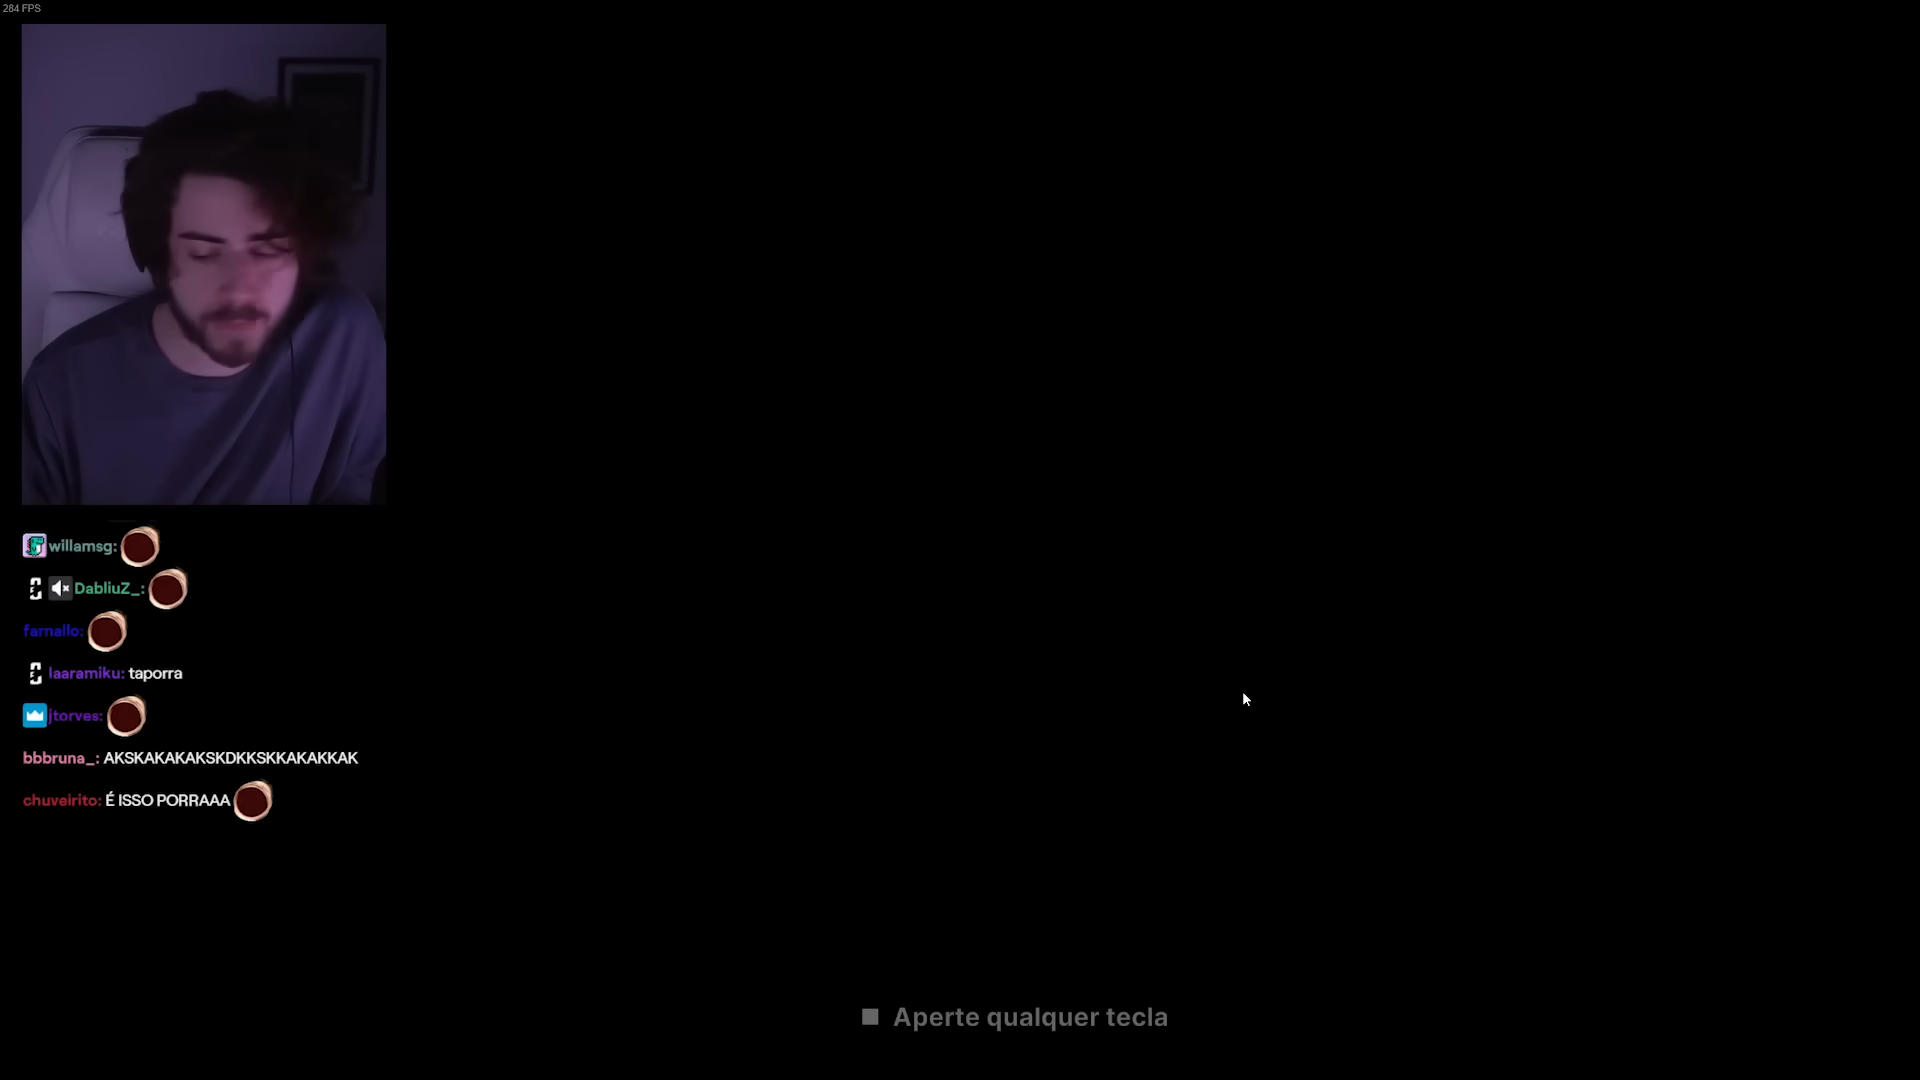 284 FPS
willamsg:
DabliuZ_:
farnallo:
laaramiku: taporra
jtorves:
bbbruna_: AKSKAKAKAKSKDKKSKKAKAKKAK
chuveirito: É ISSO PORRAAA
Aperte qualquer tecla